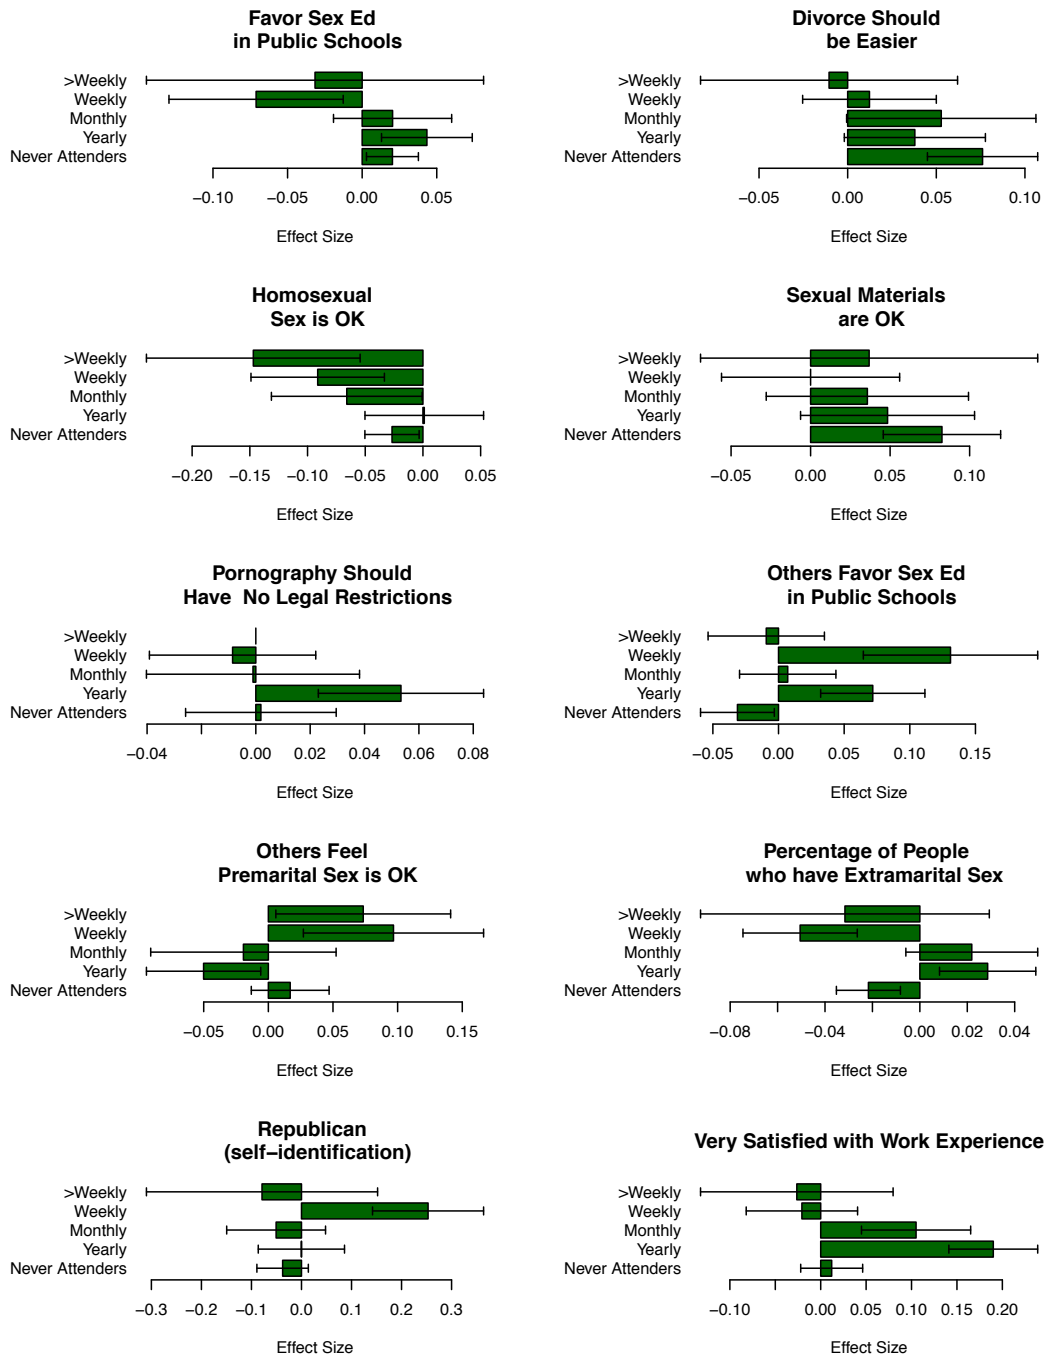 Favor Sex Ed
in Public Schools
>Weekly
Weekly
Monthly
Yearly
Never Attenders
−0.10 −0.05 0.00 0.05
Effect Size
Divorce Should
be Easier
>Weekly
Weekly
Monthly
Yearly
Never Attenders
−0.05 0.00 0.05 0.10
Effect Size
Homosexual
Sex is OK
>Weekly
Weekly
Monthly
Yearly
Never Attenders
−0.20 −0.15 −0.10 −0.05 0.00 0.05
Effect Size
Sexual Materials
are OK
>Weekly
Weekly
Monthly
Yearly
Never Attenders
−0.05 0.00 0.05 0.10
Effect Size
Pornography Should
Have No Legal Restrictions
>Weekly
Weekly
Monthly
Yearly
Never Attenders
−0.04 0.00 0.02 0.04 0.06 0.08
Effect Size
Others Favor Sex Ed
in Public Schools
>Weekly
Weekly
Monthly
Yearly
Never Attenders
−0.05 0.00 0.05 0.10 0.15
Effect Size
Others Feel
Premarital Sex is OK
>Weekly
Weekly
Monthly
Yearly
Never Attenders
−0.05 0.00 0.05 0.10 0.15
Effect Size
Percentage of People
who have Extramarital Sex
>Weekly
Weekly
Monthly
Yearly
Never Attenders
−0.08 −0.04 0.00 0.02 0.04
Effect Size
Republican
(self−identification)
>Weekly
Weekly
Monthly
Yearly
Never Attenders
−0.3 −0.2 −0.1 0.0 0.1 0.2 0.3
Effect Size
Very Satisfied with Work Experience
>Weekly
Weekly
Monthly
Yearly
Never Attenders
−0.10 0.00 0.05 0.10 0.15 0.20
Effect Size